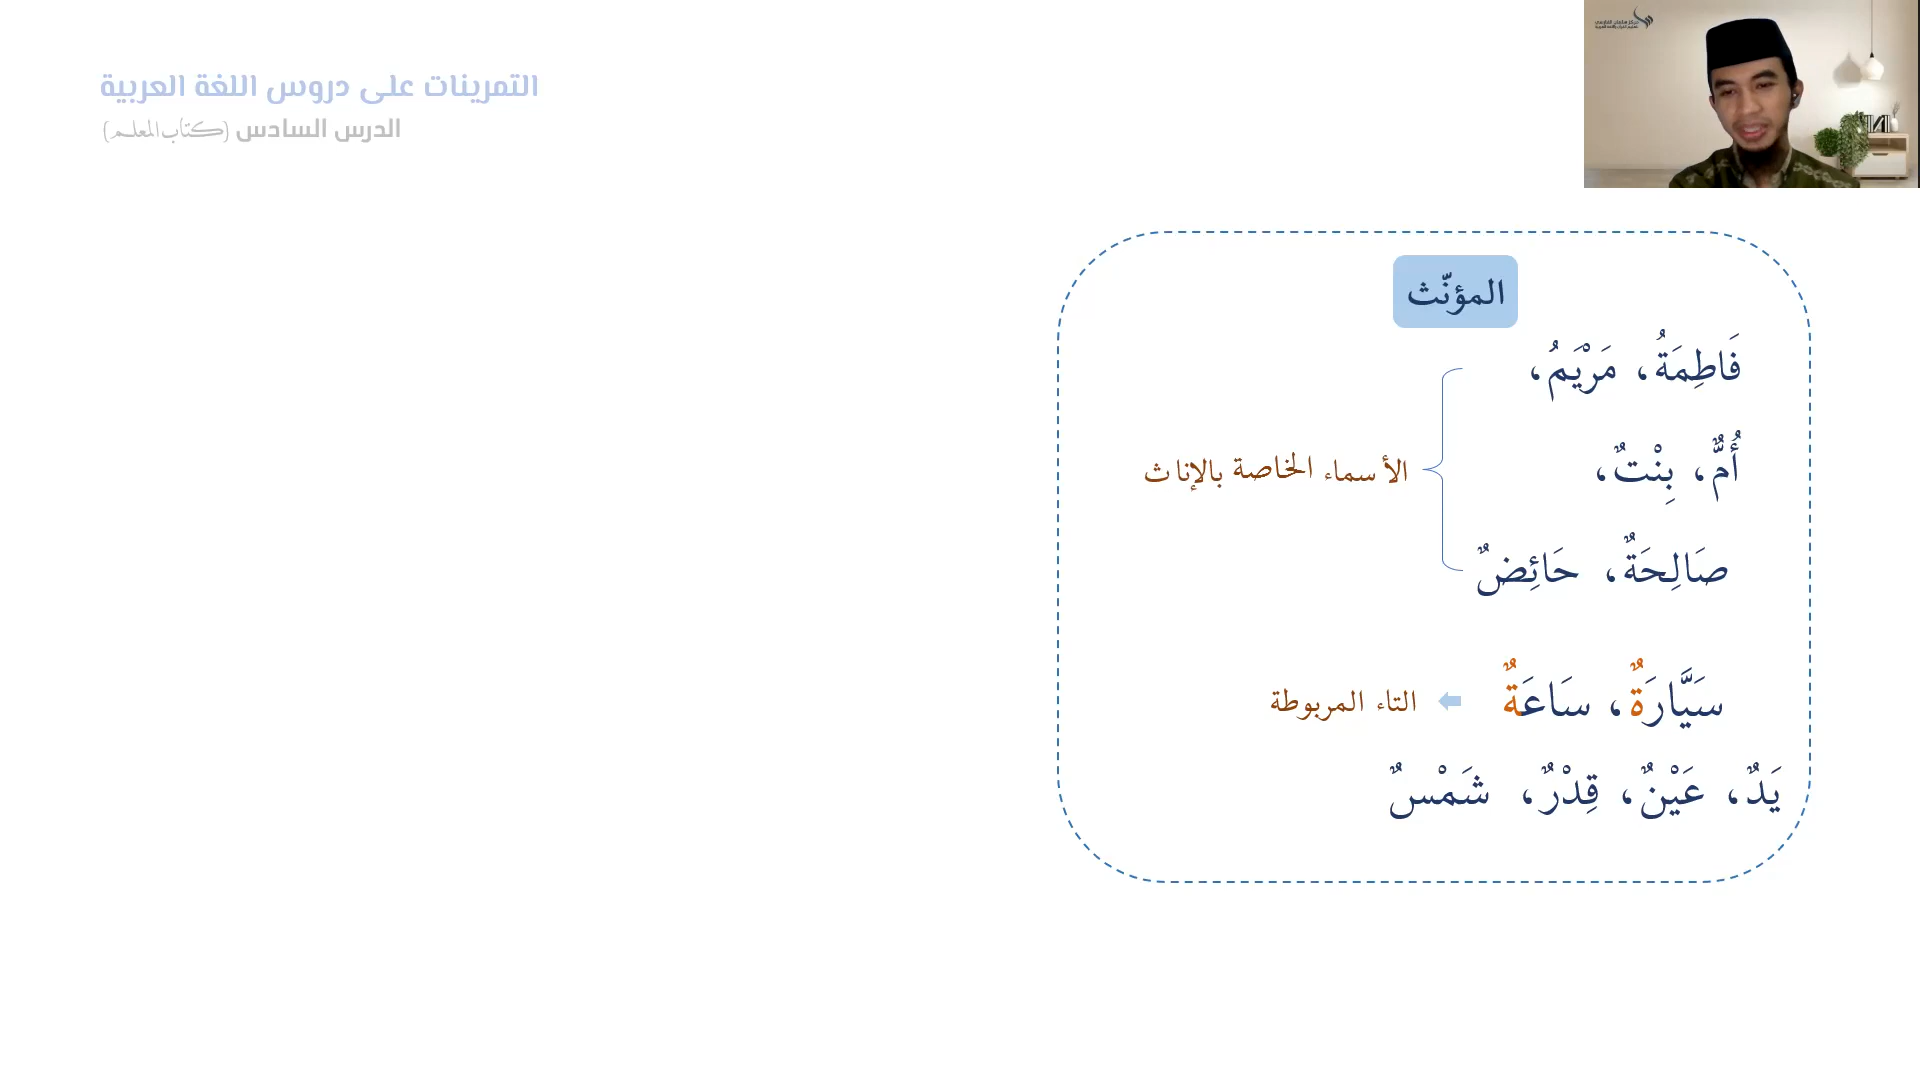 التمرينات على دروس اللغة العربية
الدرس السادس (كتاب المعلم)
المؤنّث
فَاطِمَةُ، مَرْيَمُ،
أُمٌّ، بِنْتٌ،
الأسماء الخاصة بالإناث
صَالِحَةٌ، حَائِضٌ
سَيَّارَةٌ، سَاعَةٌ
التاء المربوطة
يَدٌ، عَيْنٌ، قِدْرٌ، شَمْسٌ